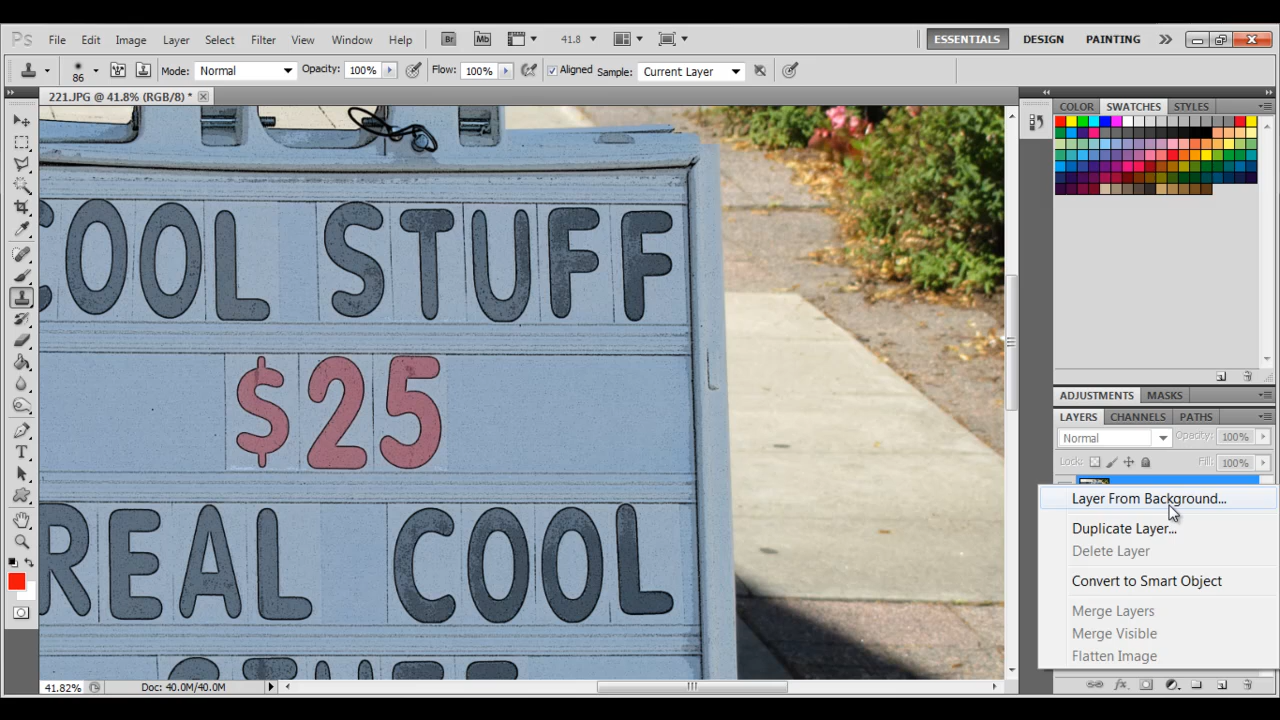 Ps File Edit Image Layer Select Filter View Window Help Br Mb 41.8 ESSENTIALS DESIGN PAINTING
86 Mode: Normal Opacity: 100% Flow: 100% Aligned Sample: Current Layer
221.JPG @ 41.8% (RGB/8) *
COLOR SWATCHES STYLES
COOL STUFF
$25
REAL COOL
STUFF
ADJUSTMENTS MASKS
LAYERS CHANNELS PATHS
Normal Opacity: 100%
Lock: Fill: 100%
Layer From Background...
Duplicate Layer...
Delete Layer
Convert to Smart Object
Merge Layers
Merge Visible
Flatten Image
41.82% Doc: 40.0M/40.0M